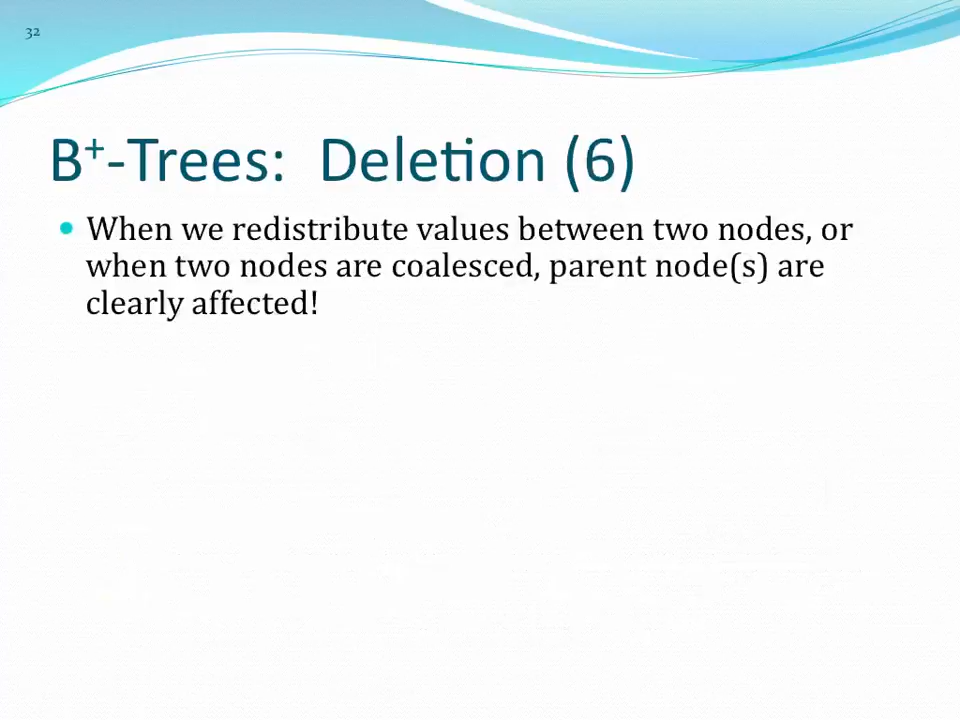 32
B⁺-Trees: Deletion (6)
• When we redistribute values between two nodes, or
when two nodes are coalesced, parent node(s) are
clearly affected!